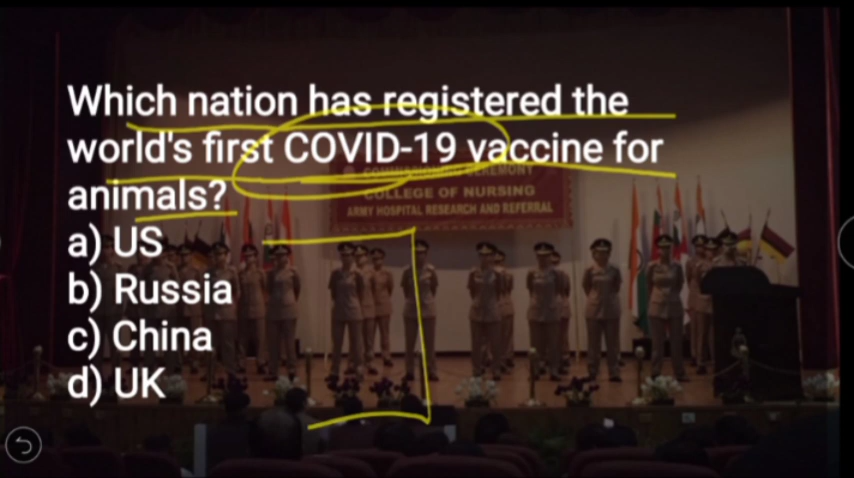 Which nation has registered the
world's first COVID-19 vaccine for
animals?
COLLEGE OF NURSING
ARMY HOSPITAL RESEARCH AND REFERRAL
a) US
b) Russia
c) China
d) UK